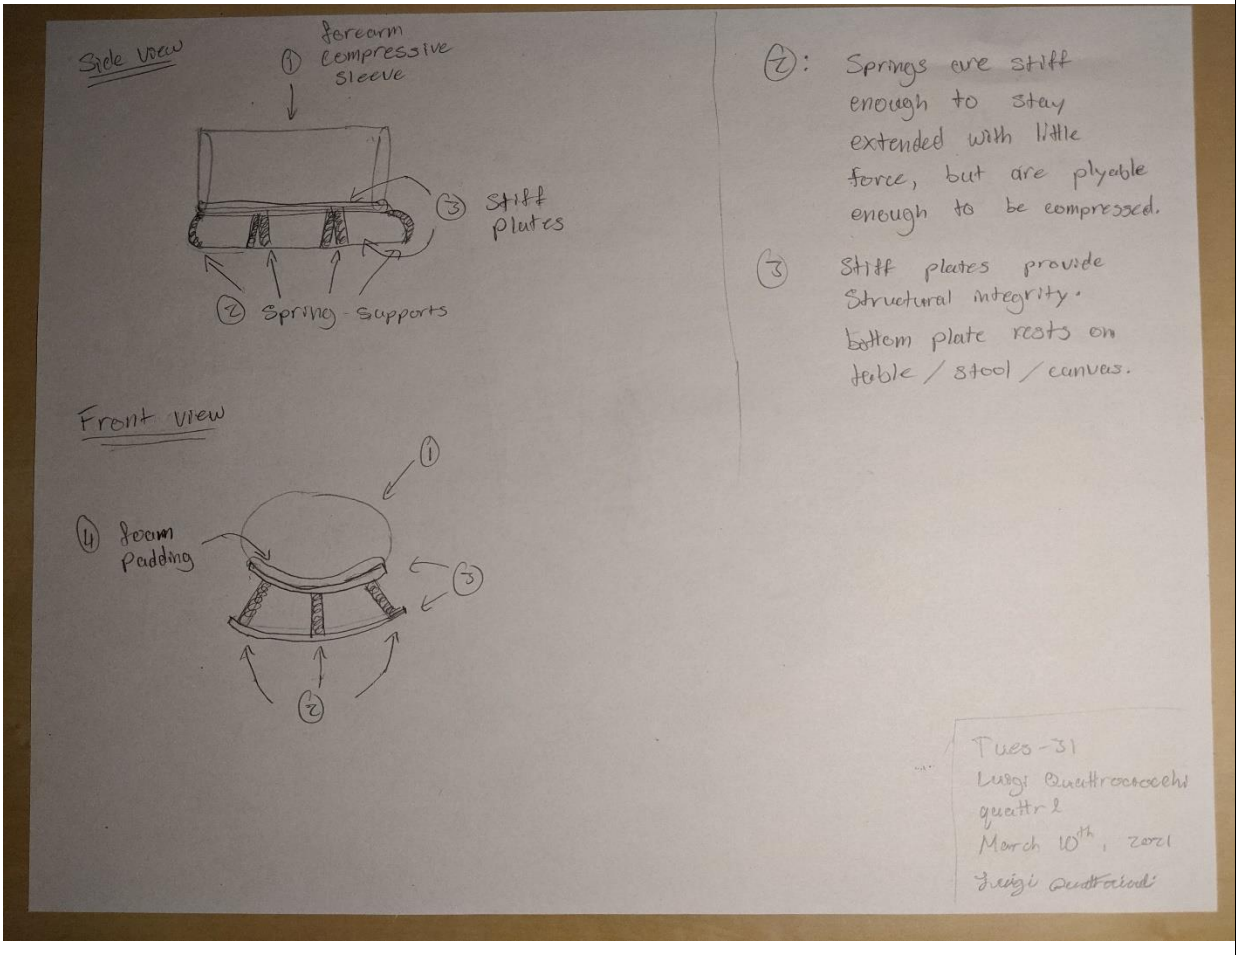 Side view
① forearm
compressive
sleeve
③ stiff
plates
② spring-supports
Front view
①
④ foam
padding
③
②
②: Springs are stiff
enough to stay
extended with little
force, but are plyable
enough to be compressed.
③ Stiff plates provide
structural integrity.
bottom plate rests on
table / stool / canvas.
Tues-31
Luigi Quattrociocchi
quattrl
March 10th, 2021
Luigi